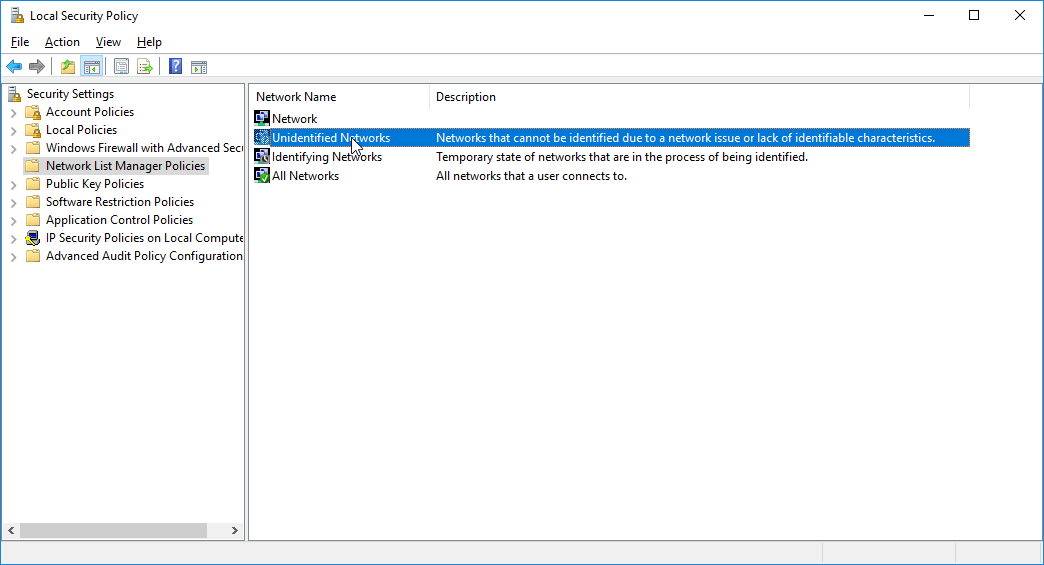 Local Security Policy
File Action View Help
Security Settings
Account Policies
Local Policies
Windows Firewall with Advanced Secu
Network List Manager Policies
Public Key Policies
Software Restriction Policies
Application Control Policies
IP Security Policies on Local Compute
Advanced Audit Policy Configuration
Network Name Description
Network
Unidentified Networks Networks that cannot be identified due to a network issue or lack of identifiable characteristics.
Identifying Networks Temporary state of networks that are in the process of being identified.
All Networks All networks that a user connects to.